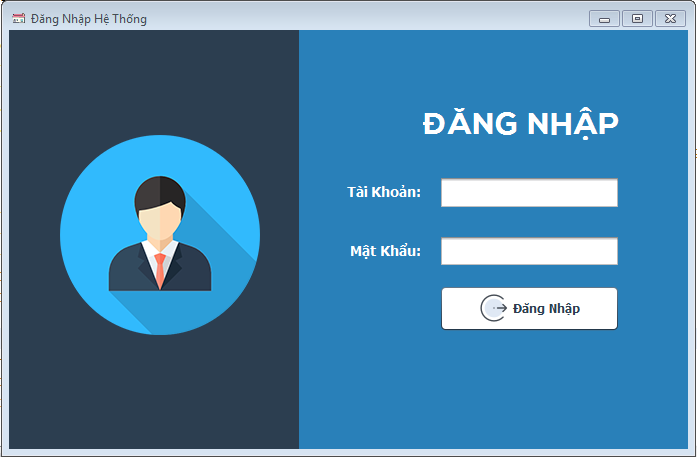 Đăng Nhập Hệ Thống
ĐĂNG NHẬP
Tài Khoản:
Mật Khẩu:
Đăng Nhập